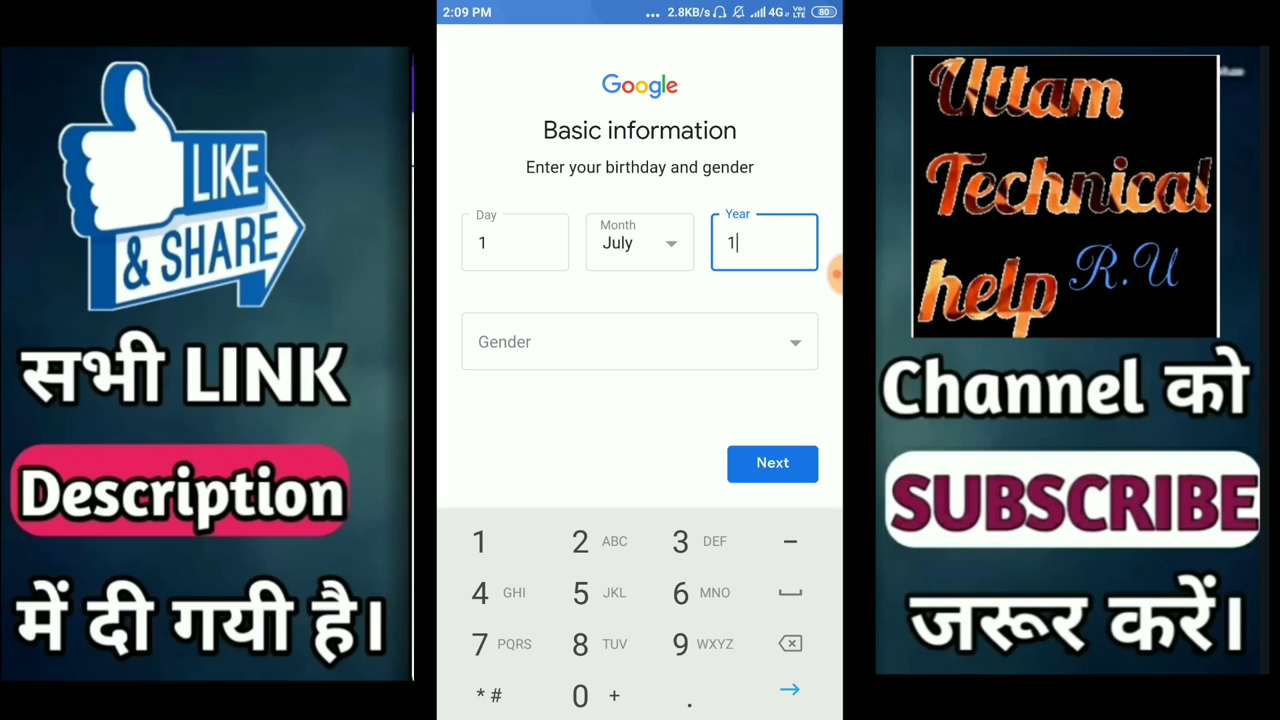 LIKE
& SHARE
सभी LINK
Description
में दी गयी है।
2:09 PM
... 2.8KB/s 4G Vo LTE 80
Google
Basic information
Enter your birthday and gender
Day
1
Month
July
Year
1
Gender
Next
1 2 ABC 3 DEF –
4 GHI 5 JKL 6 MNO
7 PQRS 8 TUV 9 WXYZ
* # 0 + .
Uttam
Technical
help R.U
Channel को
SUBSCRIBE
जरूर करें।